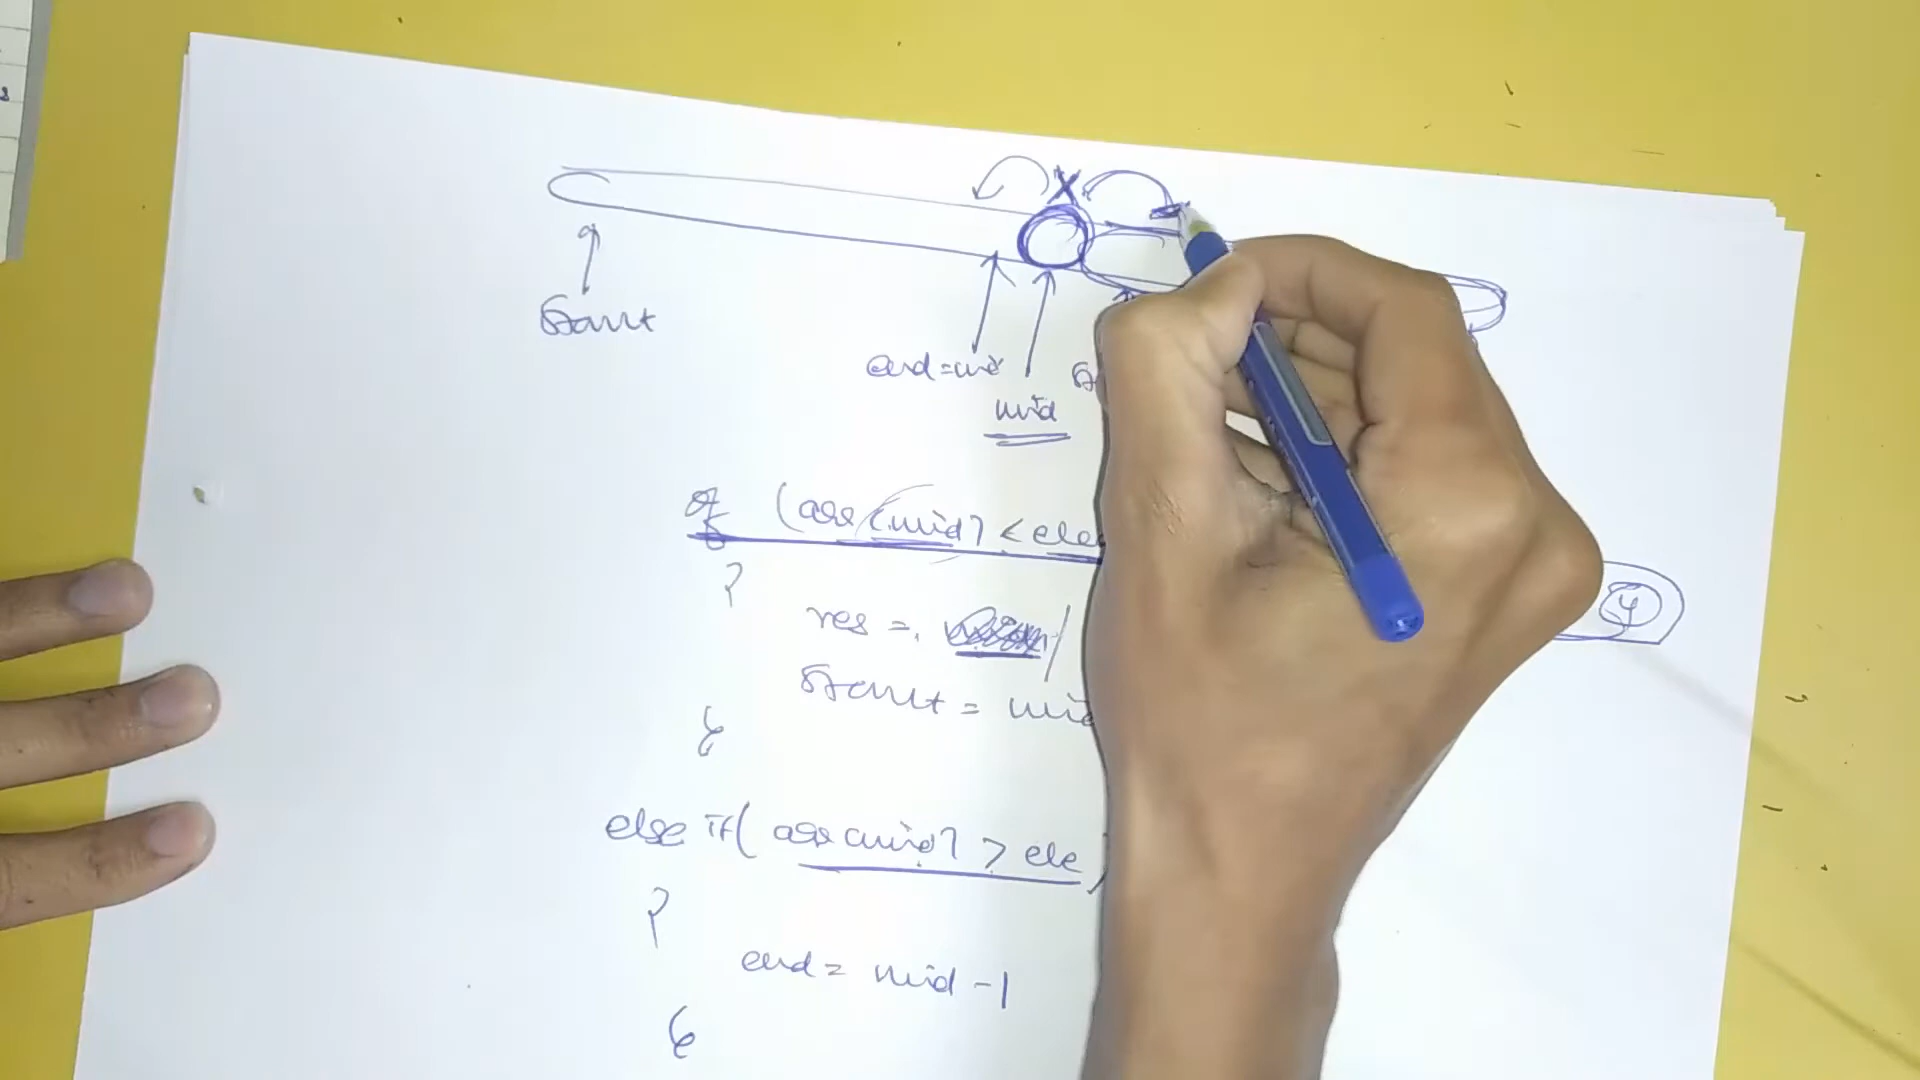 X
start
end=mi
mid
if (arr[mid] < ele
{
res =
start = mid
}
else if( arr[mid] > ele )
{
end = mid -1
}
y